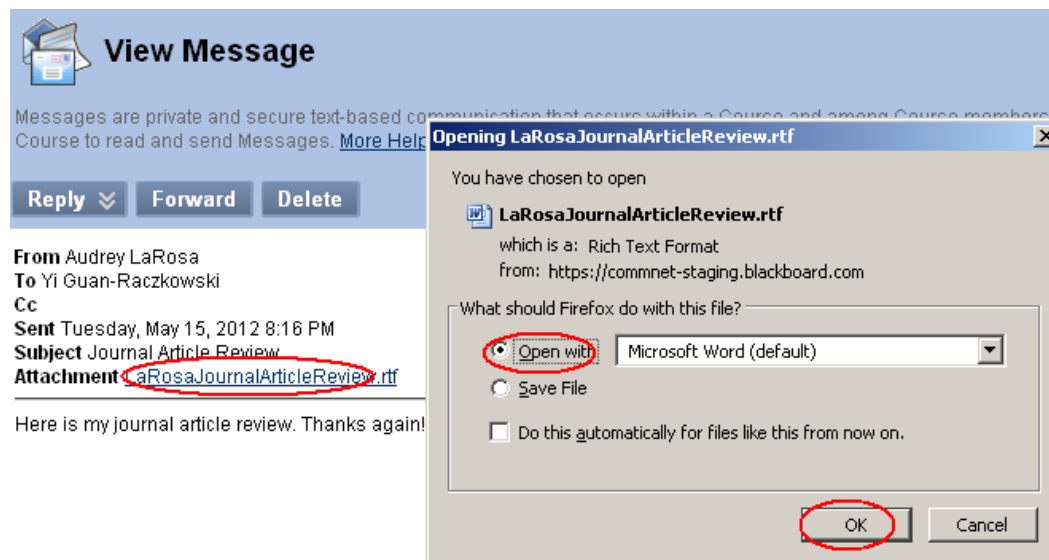 View Message
Messages are private and secure text-based communication that occurs within a Course and among Course members
Course to read and send Messages. More Help
Reply
Forward
Delete
From Audrey LaRosa
To Yi Guan-Raczkowski
Cc
Sent Tuesday, May 15, 2012 8:16 PM
Subject Journal Article Review
Attachment LaRosaJournalArticleReview.rtf
Here is my journal article review. Thanks again!
Opening LaRosaJournalArticleReview.rtf
You have chosen to open
LaRosaJournalArticleReview.rtf
which is a: Rich Text Format
from: https://commnet-staging.blackboard.com
What should Firefox do with this file?
Open with
Microsoft Word (default)
Save File
Do this automatically for files like this from now on.
OK
Cancel